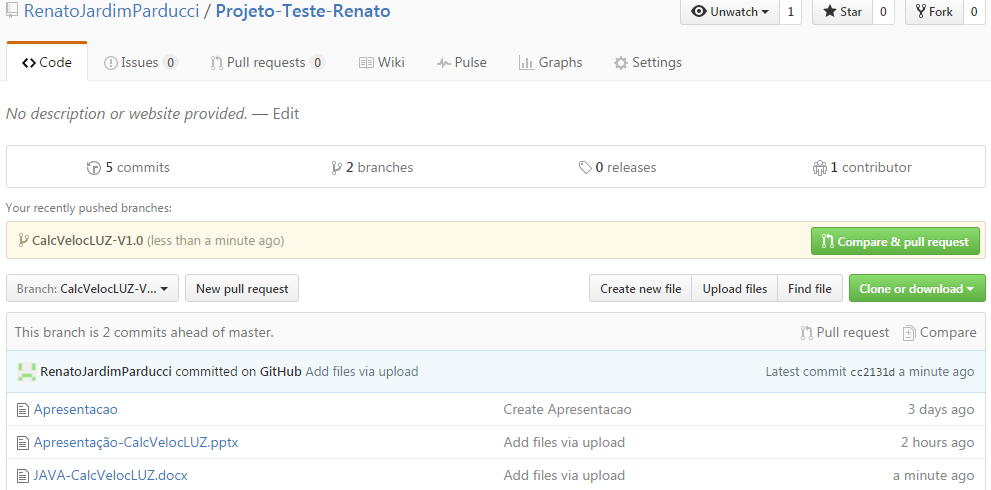 RenatoJardimParducci / Projeto-Teste-Renato
Unwatch 1 Star 0 Fork 0
Code Issues 0 Pull requests 0 Wiki Pulse Graphs Settings
No description or website provided. — Edit
5 commits 2 branches 0 releases 1 contributor
Your recently pushed branches:
CalcVelocLUZ-V1.0 (less than a minute ago) Compare & pull request
Branch: CalcVelocLUZ-V... New pull request Create new file Upload files Find file Clone or download
This branch is 2 commits ahead of master. Pull request Compare
RenatoJardimParducci committed on GitHub Add files via upload Latest commit cc2131d a minute ago
Apresentacao Create Apresentacao 3 days ago
Apresentação-CalcVelocLUZ.pptx Add files via upload 2 hours ago
JAVA-CalcVelocLUZ.docx Add files via upload a minute ago